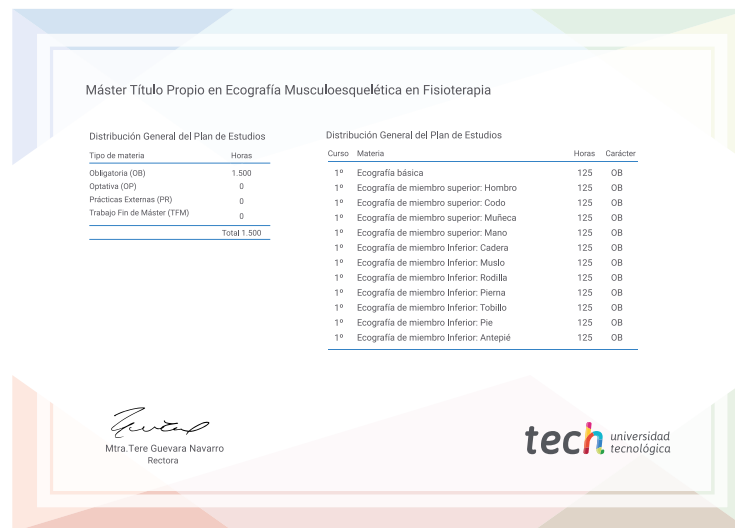 Máster Título Propio en Ecografía Musculoesquelética en Fisioterapia
Distribución General del Plan de Estudios
Tipo de materia Horas
Obligatoria (OB) 1.500
Optativa (OP) 0
Prácticas Externas (PR) 0
Trabajo Fin de Máster (TFM) 0
Total 1.500
Distribución General del Plan de Estudios
Curso Materia Horas Carácter
1º Ecografía básica 125 OB
1º Ecografía de miembro superior: Hombro 125 OB
1º Ecografía de miembro superior: Codo 125 OB
1º Ecografía de miembro superior: Muñeca 125 OB
1º Ecografía de miembro superior: Mano 125 OB
1º Ecografía de miembro Inferior: Cadera 125 OB
1º Ecografía de miembro Inferior: Muslo 125 OB
1º Ecografía de miembro Inferior: Rodilla 125 OB
1º Ecografía de miembro Inferior: Pierna 125 OB
1º Ecografía de miembro Inferior: Tobillo 125 OB
1º Ecografía de miembro Inferior: Pie 125 OB
1º Ecografía de miembro Inferior: Antepié 125 OB
Mtra.Tere Guevara Navarro
Rectora
tech universidad
tecnológica